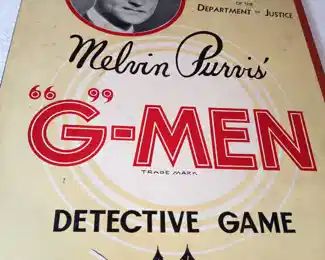 OF THE
DEPARTMENT OF JUSTICE
Melvin Purvis'
"G"-MEN
TRADE MARK
DETECTIVE GAME